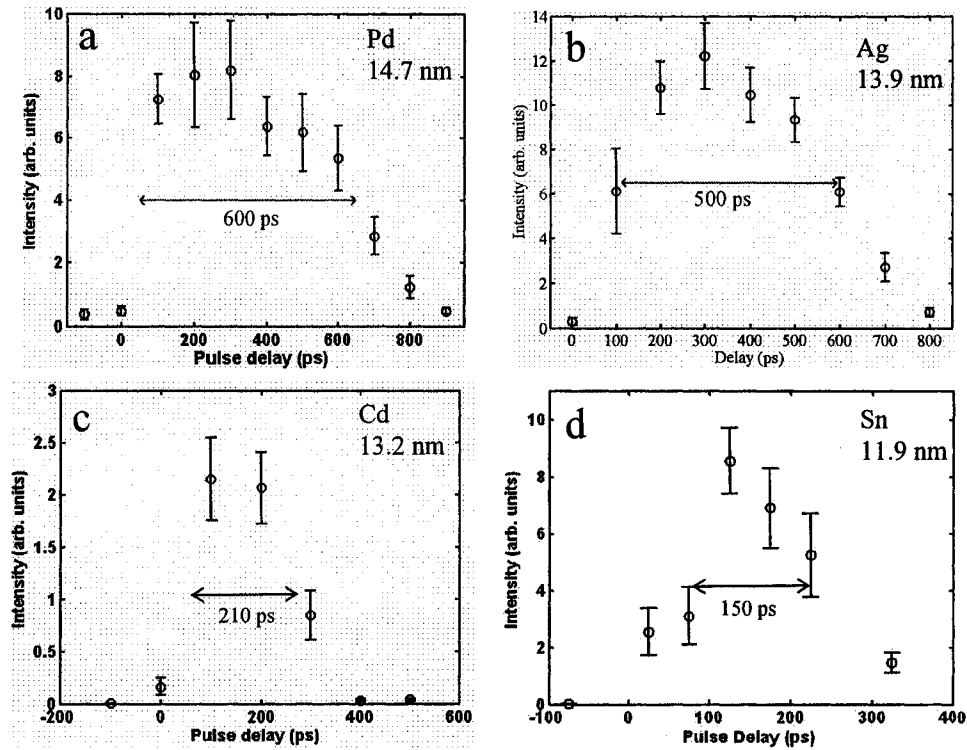 a
Pd
14.7 nm
10
8
6
4
2
0
Intensity (arb. units)
600 ps
0 200 400 600 800
Pulse delay (ps)
b
Ag
13.9 nm
14
12
10
8
6
4
2
0
Intensity (arb. units)
500 ps
0 100 200 300 400 500 600 700 800
Delay (ps)
c
Cd
13.2 nm
3
2.5
2
1.5
1
0.5
0
Intensity (arb. units)
210 ps
-200 0 200 400 600
Pulse delay (ps)
d
Sn
11.9 nm
10
8
6
4
2
0
Intensity (arb. units)
150 ps
-100 0 100 200 300 400
Pulse Delay (ps)